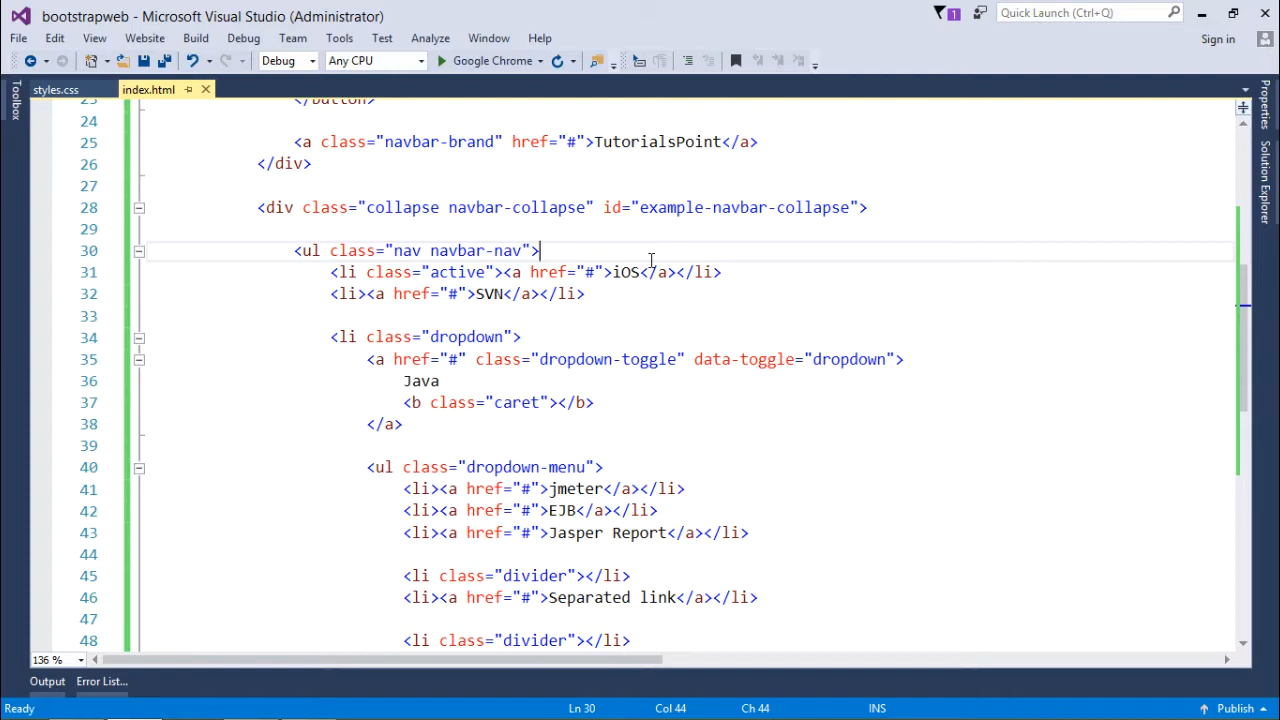 bootstrapweb - Microsoft Visual Studio (Administrator)
1
Quick Launch (Ctrl+Q)
File Edit View Website Build Debug Team Tools Test Analyze Window Help
Sign in
Debug Any CPU Google Chrome
styles.css index.html
Toolbox
Properties
Solution Explorer
23 </button>
24
25 <a class="navbar-brand" href="#">TutorialsPoint</a>
26 </div>
27
28 <div class="collapse navbar-collapse" id="example-navbar-collapse">
29
30 <ul class="nav navbar-nav">
31 <li class="active"><a href="#">iOS</a></li>
32 <li><a href="#">SVN</a></li>
33
34 <li class="dropdown">
35 <a href="#" class="dropdown-toggle" data-toggle="dropdown">
36 Java
37 <b class="caret"></b>
38 </a>
39
40 <ul class="dropdown-menu">
41 <li><a href="#">jmeter</a></li>
42 <li><a href="#">EJB</a></li>
43 <li><a href="#">Jasper Report</a></li>
44
45 <li class="divider"></li>
46 <li><a href="#">Separated link</a></li>
47
48 <li class="divider"></li>
136 %
Output Error List...
Ready Ln 30 Col 44 Ch 44 INS Publish